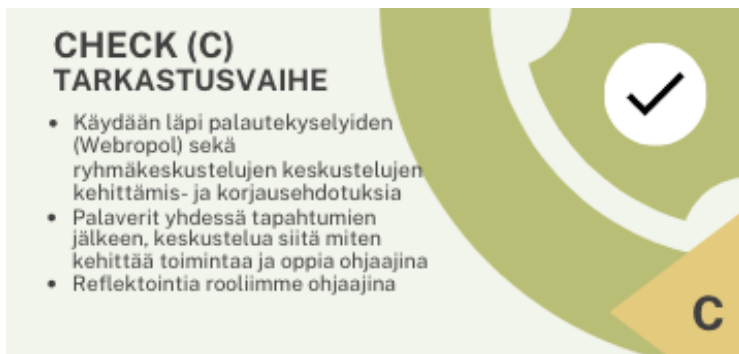 CHECK (C)
TARKASTUSVAIHE
• Käydään läpi palautekyselyiden
(Webropol) sekä
ryhmäkeskustelujen keskustelujen
kehittämis- ja korjausehdotuksia
• Palaverit yhdessä tapahtumien
jälkeen, keskustelua siitä miten
kehittää toimintaa ja oppia ohjaajina
• Reflektointia rooliimme ohjaajina
C